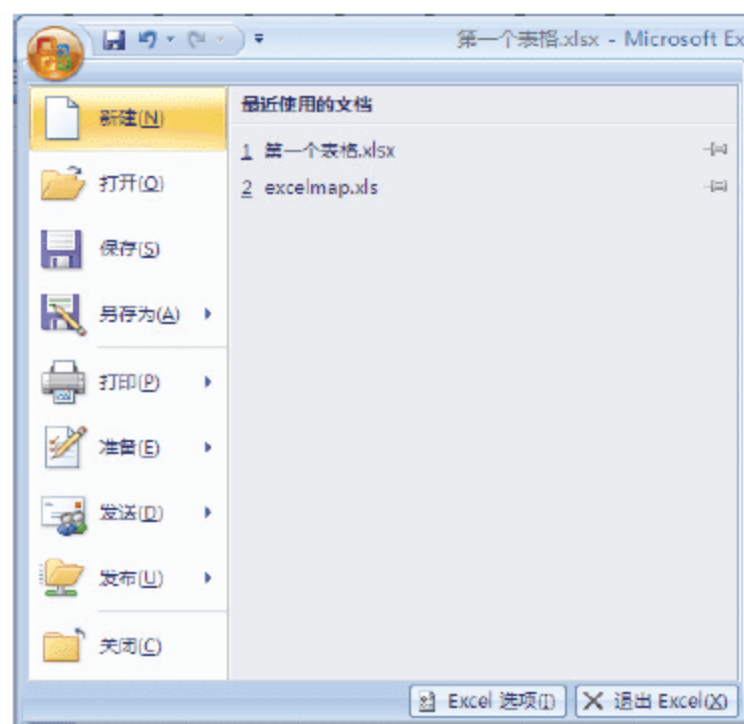 第一个表格.xlsx - Microsoft Ex
新建(N)
打开(O)
保存(S)
另存为(A)
打印(P)
准备(E)
发送(D)
发布(U)
关闭(C)
最近使用的文档
1 第一个表格.xlsx
2 excelmap.xls
Excel 选项(I)
退出 Excel(X)